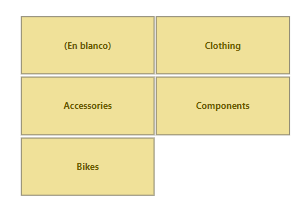 (En blanco)
Clothing
Accessories
Components
Bikes